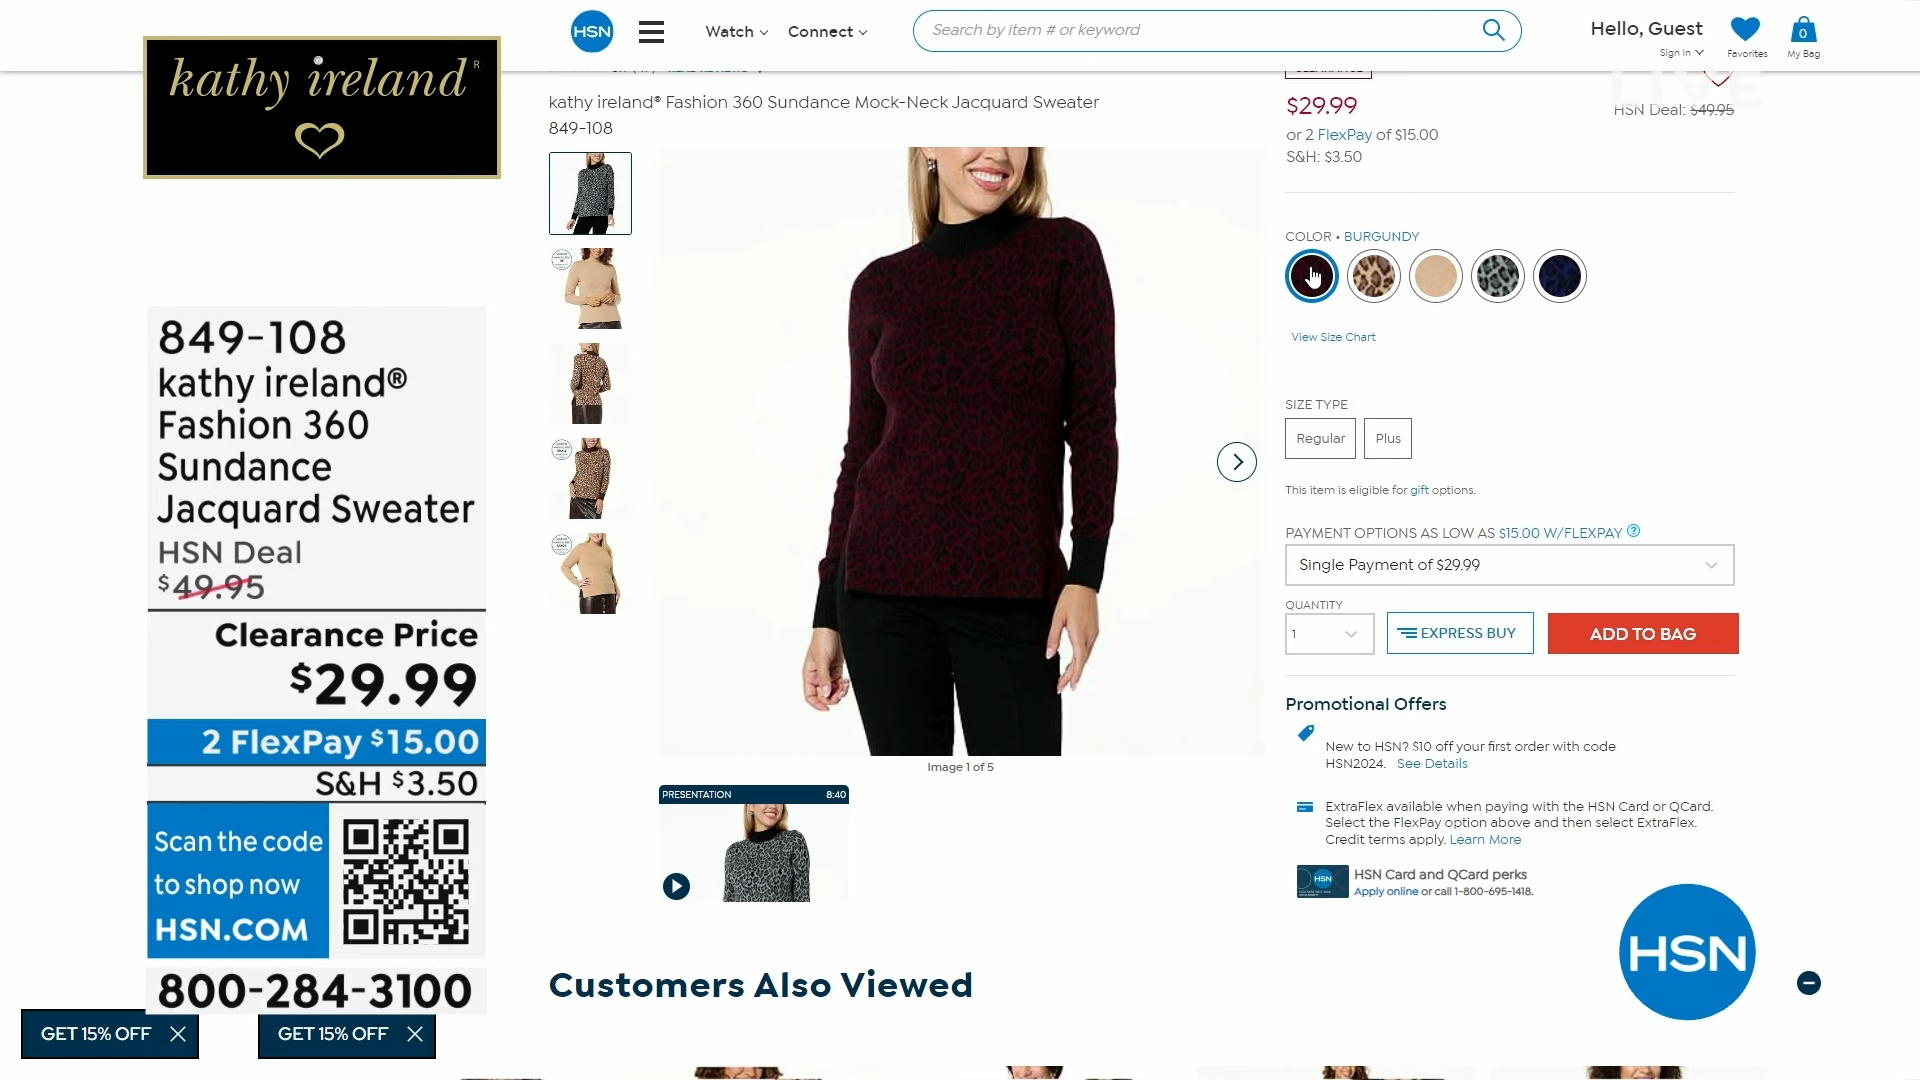 HSN
Watch
Connect
Search by item # or keyword
Hello, Guest
Sign In
Favorites
0
My Bag
kathy ireland®
LIVE
kathy ireland® Fashion 360 Sundance Mock-Neck Jacquard Sweater
849-108
$29.99
HSN Deal: $49.95
or 2 FlexPay of $15.00
S&H: $3.50
COLOR • BURGUNDY
View Size Chart
SIZE TYPE
Regular
Plus
This item is eligible for gift options.
PAYMENT OPTIONS AS LOW AS $15.00 W/FLEXPAY ?
Single Payment of $29.99
QUANTITY
1
EXPRESS BUY
ADD TO BAG
Promotional Offers
New to HSN? $10 off your first order with code
HSN2024. See Details
ExtraFlex available when paying with the HSN Card or QCard.
Select the FlexPay option above and then select ExtraFlex.
Credit terms apply. Learn More
HSN
HSN Card and QCard perks
Apply online or call 1-800-695-1418.
Image 1 of 5
PRESENTATION 8:40
849-108
kathy ireland®
Fashion 360
Sundance
Jacquard Sweater
HSN Deal
$49.95
Clearance Price
$29.99
2 FlexPay $15.00
S&H $3.50
Scan the code
to shop now
HSN.COM
800-284-3100
GET 15% OFF
GET 15% OFF
Customers Also Viewed
HSN